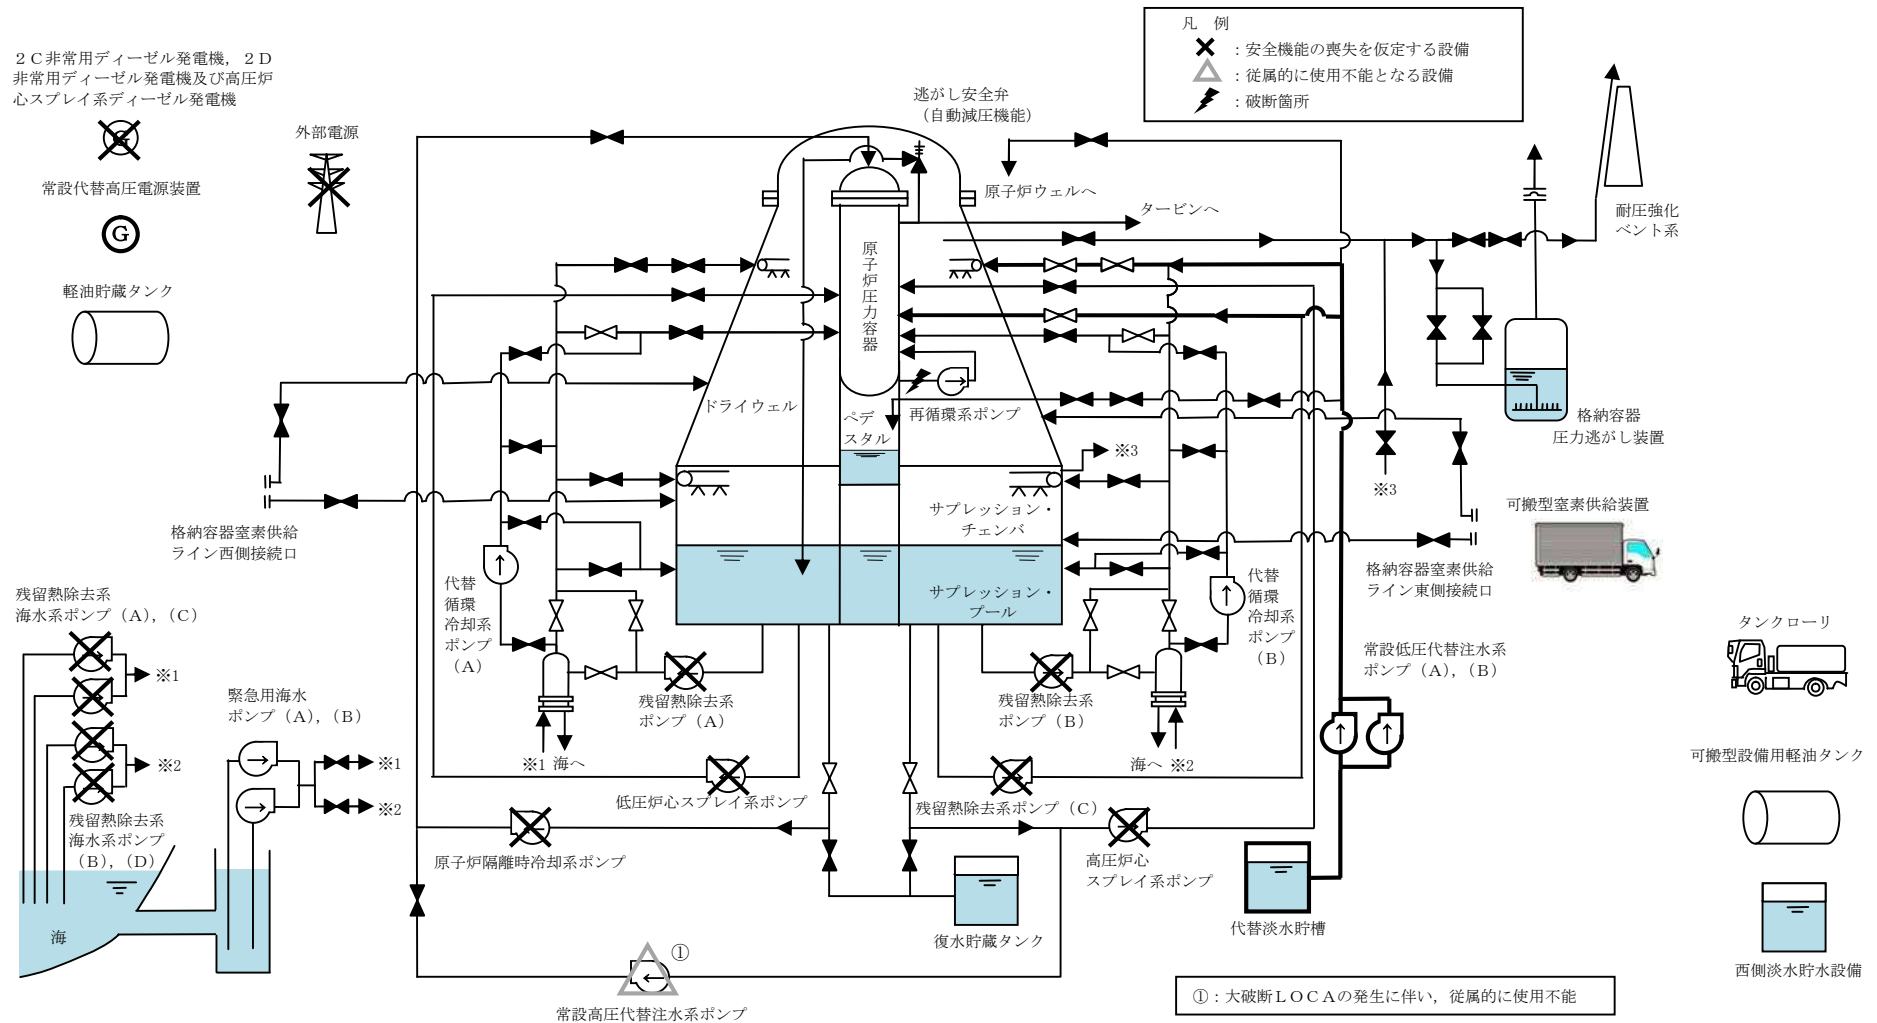 凡　例
：安全機能の喪失を仮定する設備
：従属的に使用不能となる設備
：破断箇所
２Ｃ非常用ディーゼル発電機，２Ｄ
非常用ディーゼル発電機及び高圧炉
心スプレイ系ディーゼル発電機
G
外部電源
常設代替高圧電源装置
G
軽油貯蔵タンク
逃がし安全弁
（自動減圧機能）
原子炉ウェルへ
タービンへ
耐圧強化
ベント系
原子炉圧力容器
ドライウェル
ペデ
スタル
再循環系ポンプ
※3
※3
格納容器
圧力逃がし装置
可搬型窒素供給装置
格納容器窒素供給
ライン西側接続口
サプレッション・
チェンバ
サプレッション・
プール
格納容器窒素供給
ライン東側接続口
代替
循環
冷却系
ポンプ
（Ａ）
代替
循環
冷却系
ポンプ
（Ｂ）
残留熱除去系
海水系ポンプ（Ａ），（Ｃ）
※1
※2
残留熱除去系
海水系ポンプ
（Ｂ），（Ｄ）
緊急用海水
ポンプ（Ａ），（Ｂ）
※1
※2
海
残留熱除去系
ポンプ（Ａ）
残留熱除去系
ポンプ（Ｂ）
※1 海へ
海へ ※2
低圧炉心スプレイ系ポンプ
残留熱除去系ポンプ（Ｃ）
原子炉隔離時冷却系ポンプ
高圧炉心
スプレイ系ポンプ
常設低圧代替注水系
ポンプ（Ａ），（Ｂ）
タンクローリ
可搬型設備用軽油タンク
復水貯蔵タンク
代替淡水貯槽
西側淡水貯水設備
①
常設高圧代替注水系ポンプ
①：大破断ＬＯＣＡの発生に伴い，従属的に使用不能